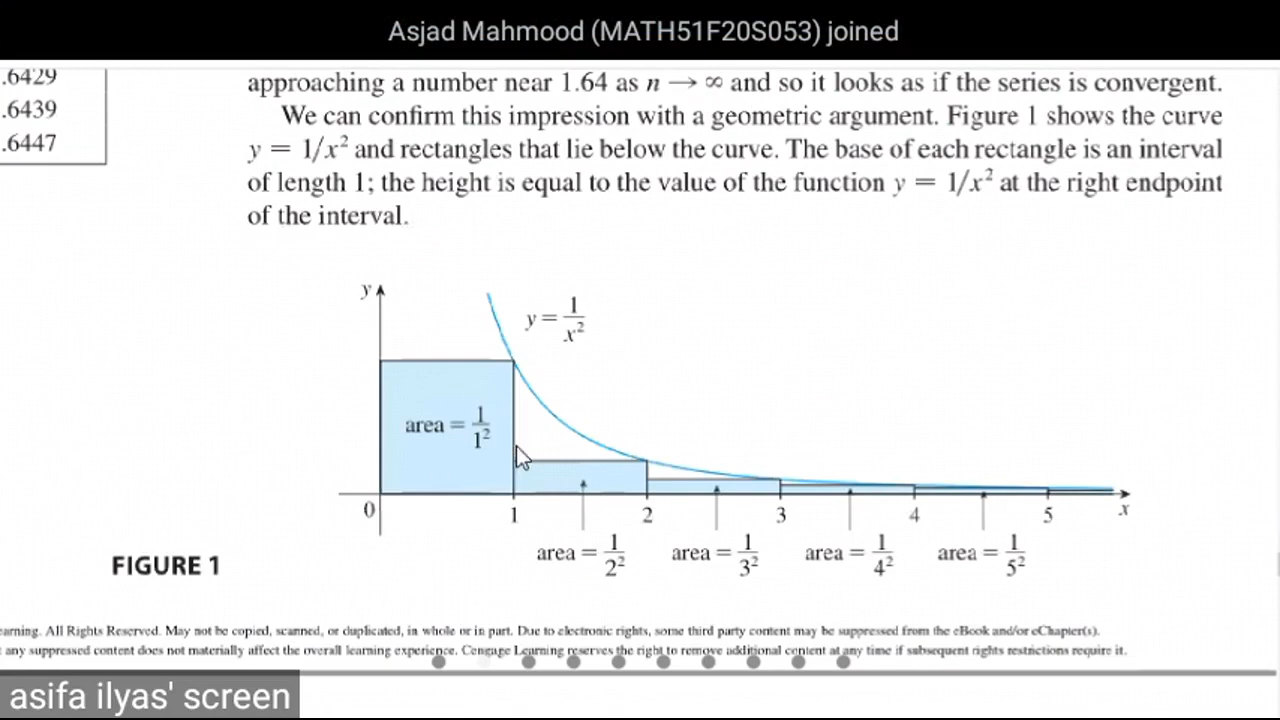 Asjad Mahmood (MATH51F20S053) joined
.6429
.6439
.6447
approaching a number near 1.64 as n → ∞ and so it looks as if the series is convergent.
We can confirm this impression with a geometric argument. Figure 1 shows the curve
y = 1/x² and rectangles that lie below the curve. The base of each rectangle is an interval
of length 1; the height is equal to the value of the function y = 1/x² at the right endpoint
of the interval.
y
y = 1/x²
area = 1/1²
0 1 2 3 4 5 x
area = 1/2² area = 1/3² area = 1/4² area = 1/5²
FIGURE 1
earning. All Rights Reserved. May not be copied, scanned, or duplicated, in whole or in part. Due to electronic rights, some third party content may be suppressed from the eBook and/or eChapter(s).
any suppressed content does not materially affect the overall learning experience. Cengage Learning reserves the right to remove additional content at any time if subsequent rights restrictions require it.
asifa ilyas' screen